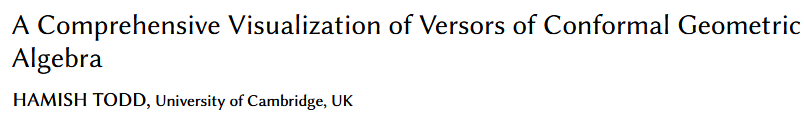 A Comprehensive Visualization of Versors of Conformal Geometric
Algebra
HAMISH TODD, University of Cambridge, UK